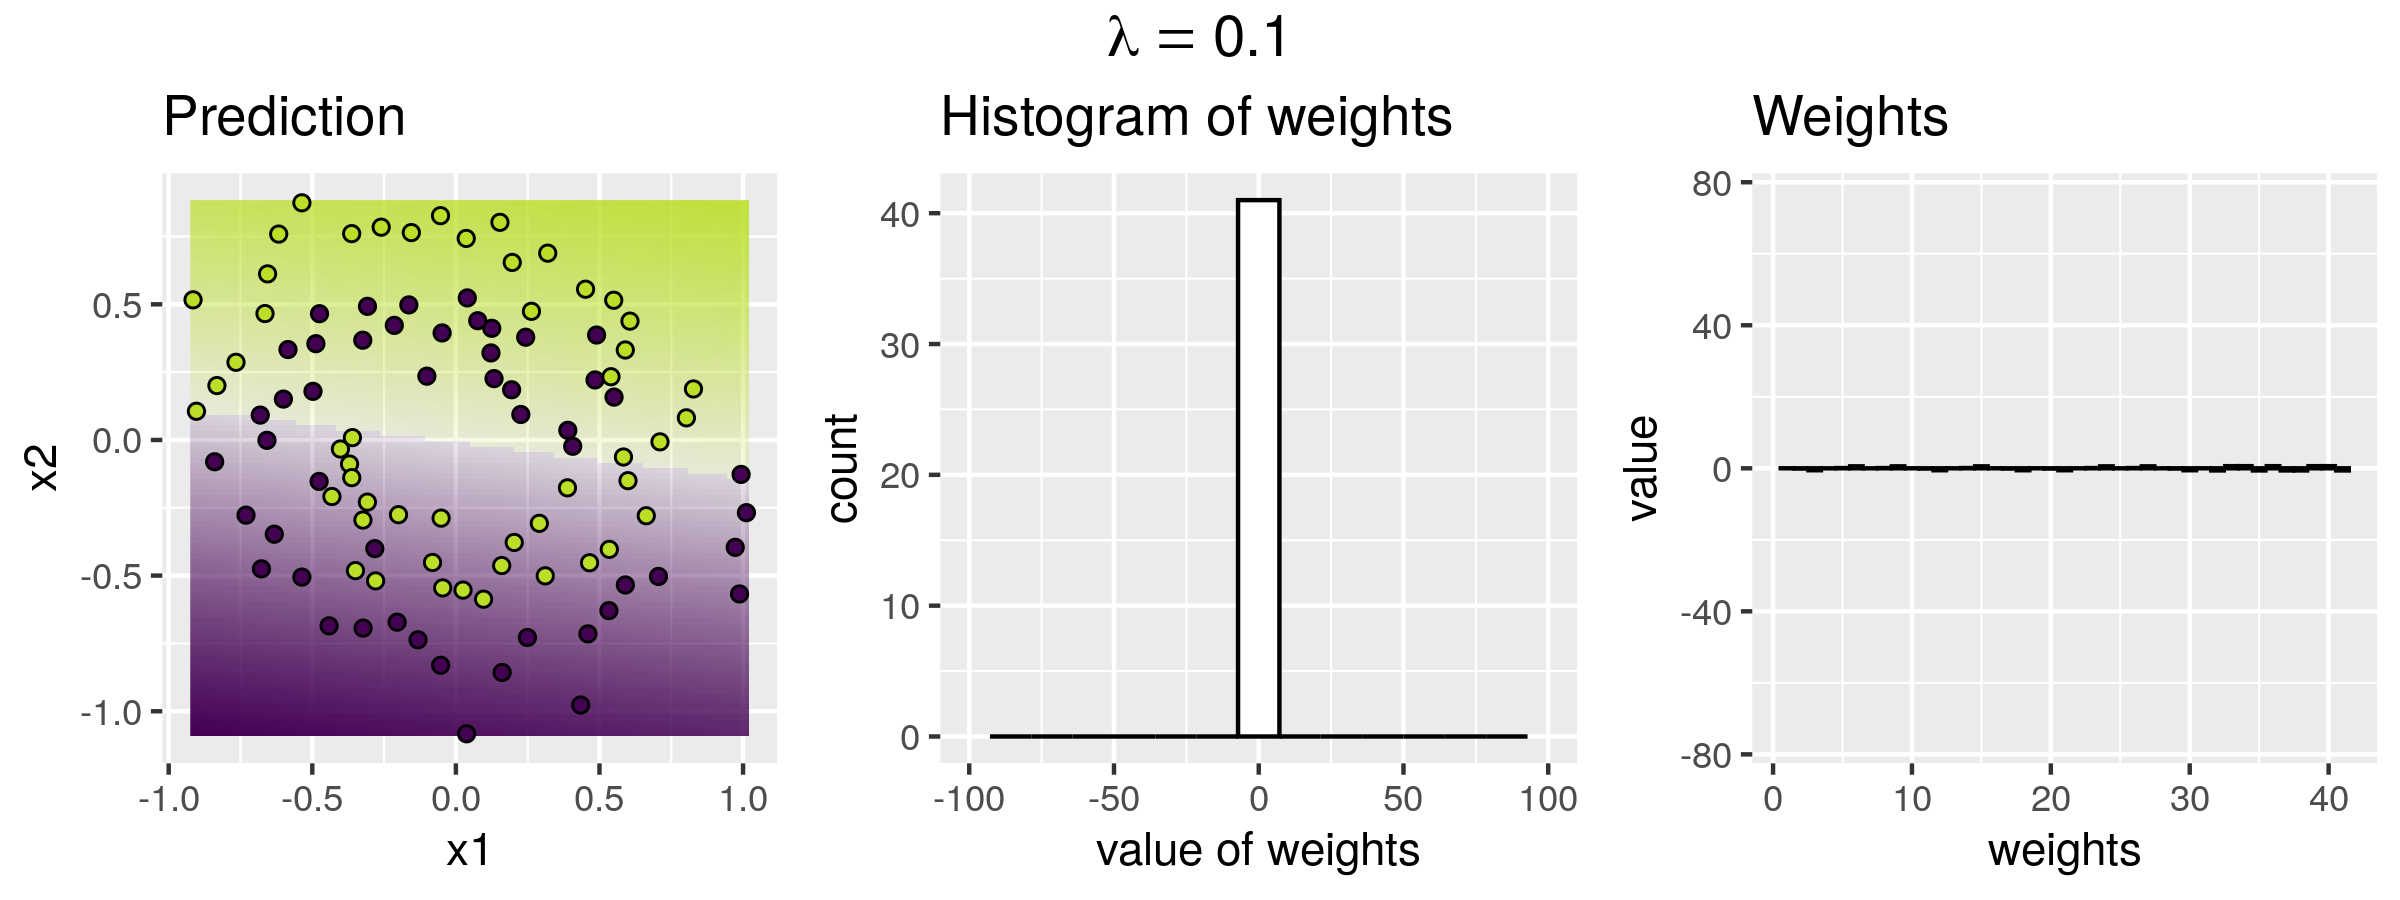 λ = 0.1
Prediction
Histogram of weights
Weights
x2
0.5
0.0
-0.5
-1.0
-1.0 -0.5 0.0 0.5 1.0
x1
count
40
30
20
10
0
-100 -50 0 50 100
value of weights
value
80
40
0
-40
-80
0 10 20 30 40
weights